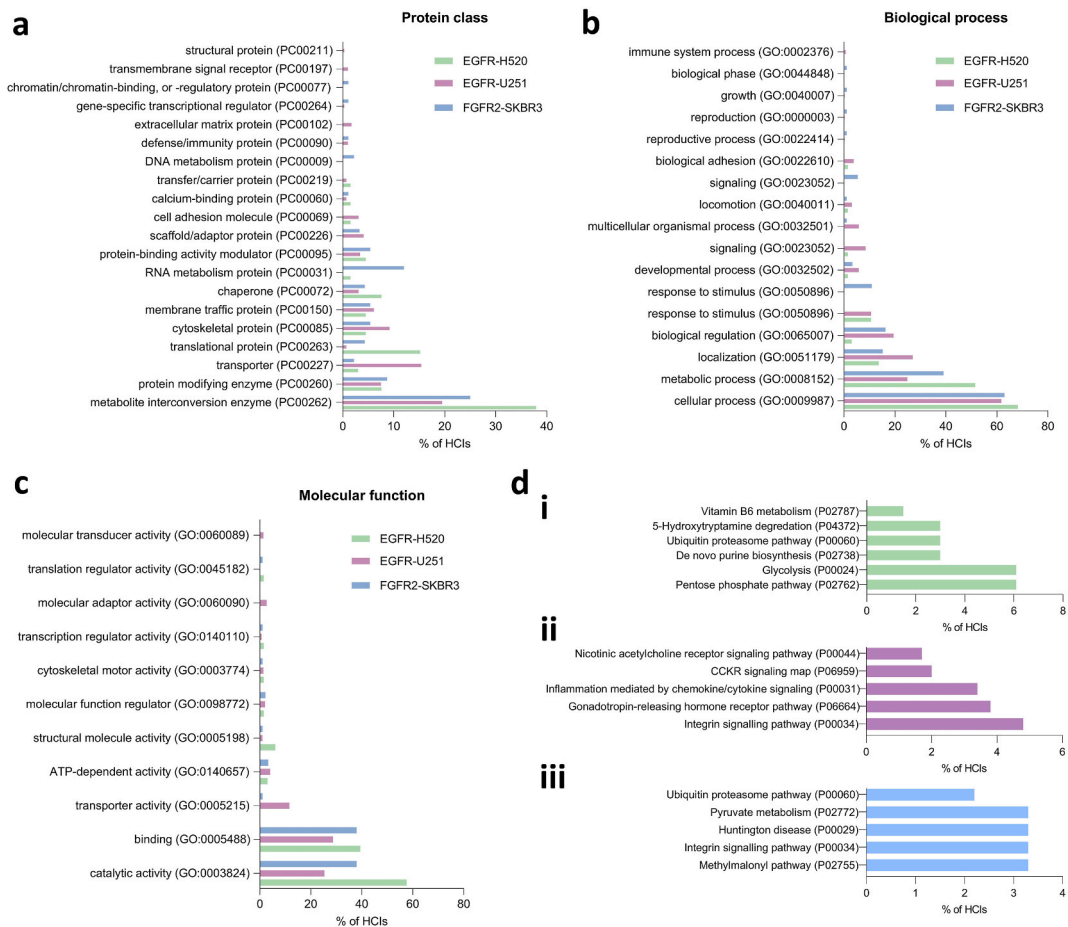 a
Protein class
structural protein (PC00211)
transmembrane signal receptor (PC00197)
chromatin/chromatin-binding, or -regulatory protein (PC00077)
gene-specific transcriptional regulator (PC00264)
extracellular matrix protein (PC00102)
defense/immunity protein (PC00090)
DNA metabolism protein (PC00009)
transfer/carrier protein (PC00219)
calcium-binding protein (PC00060)
cell adhesion molecule (PC00069)
scaffold/adaptor protein (PC00226)
protein-binding activity modulator (PC00095)
RNA metabolism protein (PC00031)
chaperone (PC00072)
membrane traffic protein (PC00150)
cytoskeletal protein (PC00085)
translational protein (PC00263)
transporter (PC00227)
protein modifying enzyme (PC00260)
metabolite interconversion enzyme (PC00262)
EGFR-H520
EGFR-U251
FGFR2-SKBR3
0 10 20 30 40
% of HCIs
b
Biological process
immune system process (GO:0002376)
biological phase (GO:0044848)
growth (GO:0040007)
reproduction (GO:0000003)
reproductive process (GO:0022414)
biological adhesion (GO:0022610)
signaling (GO:0023052)
locomotion (GO:0040011)
multicellular organismal process (GO:0032501)
signaling (GO:0023052)
developmental process (GO:0032502)
response to stimulus (GO:0050896)
response to stimulus (GO:0050896)
biological regulation (GO:0065007)
localization (GO:0051179)
metabolic process (GO:0008152)
cellular process (GO:0009987)
EGFR-H520
EGFR-U251
FGFR2-SKBR3
0 20 40 60 80
% of HCIs
c
Molecular function
molecular transducer activity (GO:0060089)
translation regulator activity (GO:0045182)
molecular adaptor activity (GO:0060090)
transcription regulator activity (GO:0140110)
cytoskeletal motor activity (GO:0003774)
molecular function regulator (GO:0098772)
structural molecule activity (GO:0005198)
ATP-dependent activity (GO:0140657)
transporter activity (GO:0005215)
binding (GO:0005488)
catalytic activity (GO:0003824)
EGFR-H520
EGFR-U251
FGFR2-SKBR3
0 20 40 60 80
% of HCIs
d
i
Vitamin B6 metabolism (P02787)
5-Hydroxytryptamine degredation (P04372)
Ubiquitin proteasome pathway (P00060)
De novo purine biosynthesis (P02738)
Glycolysis (P00024)
Pentose phosphate pathway (P02762)
0 2 4 6 8
% of HCIs
ii
Nicotinic acetylcholine receptor signaling pathway (P00044)
CCKR signaling map (P06959)
Inflammation mediated by chemokine/cytokine signaling (P00031)
Gonadotropin-releasing hormone receptor pathway (P06664)
Integrin signalling pathway (P00034)
0 2 4 6
% of HCIs
iii
Ubiquitin proteasome pathway (P00060)
Pyruvate metabolism (P02772)
Huntington disease (P00029)
Integrin signalling pathway (P00034)
Methylmalonyl pathway (P02755)
0 1 2 3 4
% of HCIs